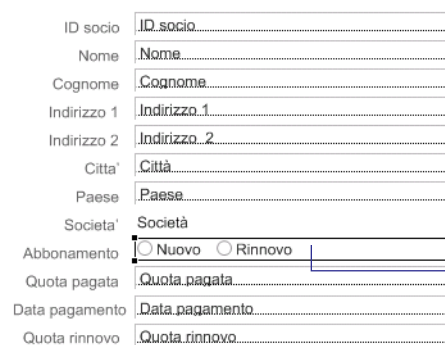 ID socio ID socio
Nome Nome
Cognome Cognome
Indirizzo 1 Indirizzo 1
Indirizzo 2 Indirizzo 2
Citta' Città
Paese Paese
Societa' Società
Abbonamento Nuovo Rinnovo
Quota pagata Quota pagata
Data pagamento Data pagamento
Quota rinnovo Quota rinnovo